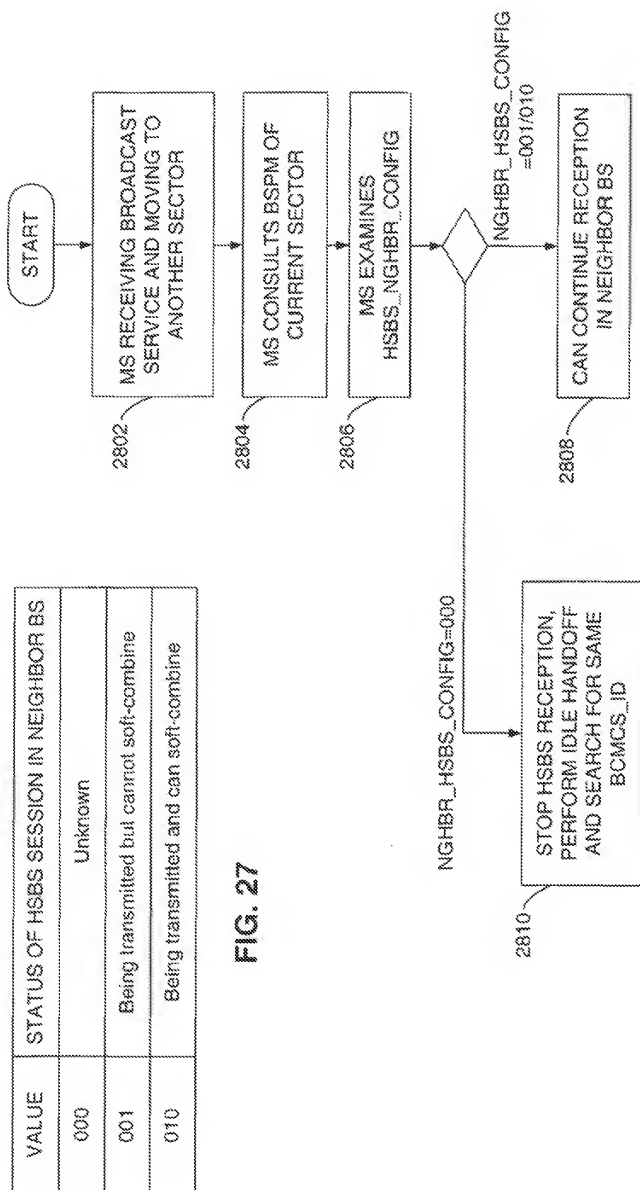 VALUE STATUS OF HSBS SESSION IN NEIGHBOR BS
000 Unknown
001 Being transmitted but cannot soft-combine
010 Being transmitted and can soft-combine
FIG. 27
START
2802
MS RECEIVING BROADCAST
SERVICE AND MOVING TO
ANOTHER SECTOR
2804
MS CONSULTS BSPM OF
CURRENT SECTOR
2806
MS EXAMINES
HSBS_NGHBR_CONFIG
NGHBR_HSBS_CONFIG=000
NGHBR_HSBS_CONFIG
=001/010
2810
STOP HSBS RECEPTION,
PERFORM IDLE HANDOFF
AND SEARCH FOR SAME
BCMCS_ID
2808
CAN CONTINUE RECEPTION
IN NEIGHBOR BS